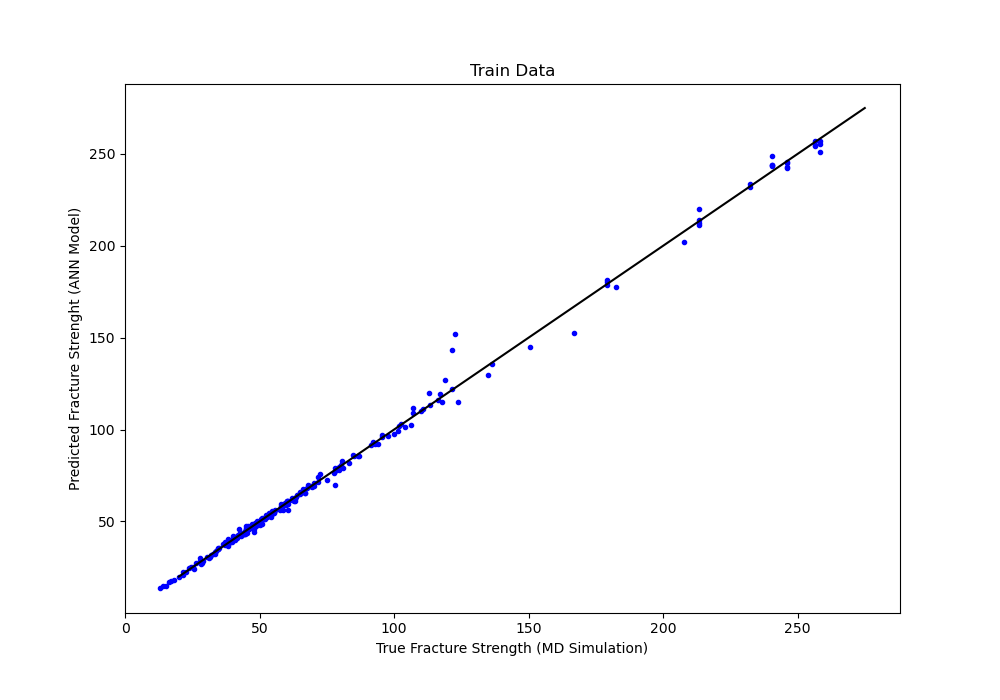 Train Data
Predicted Fracture Strenght (ANN Model)
250
200
150
100
50
0 50 100 150 200 250
True Fracture Strength (MD Simulation)